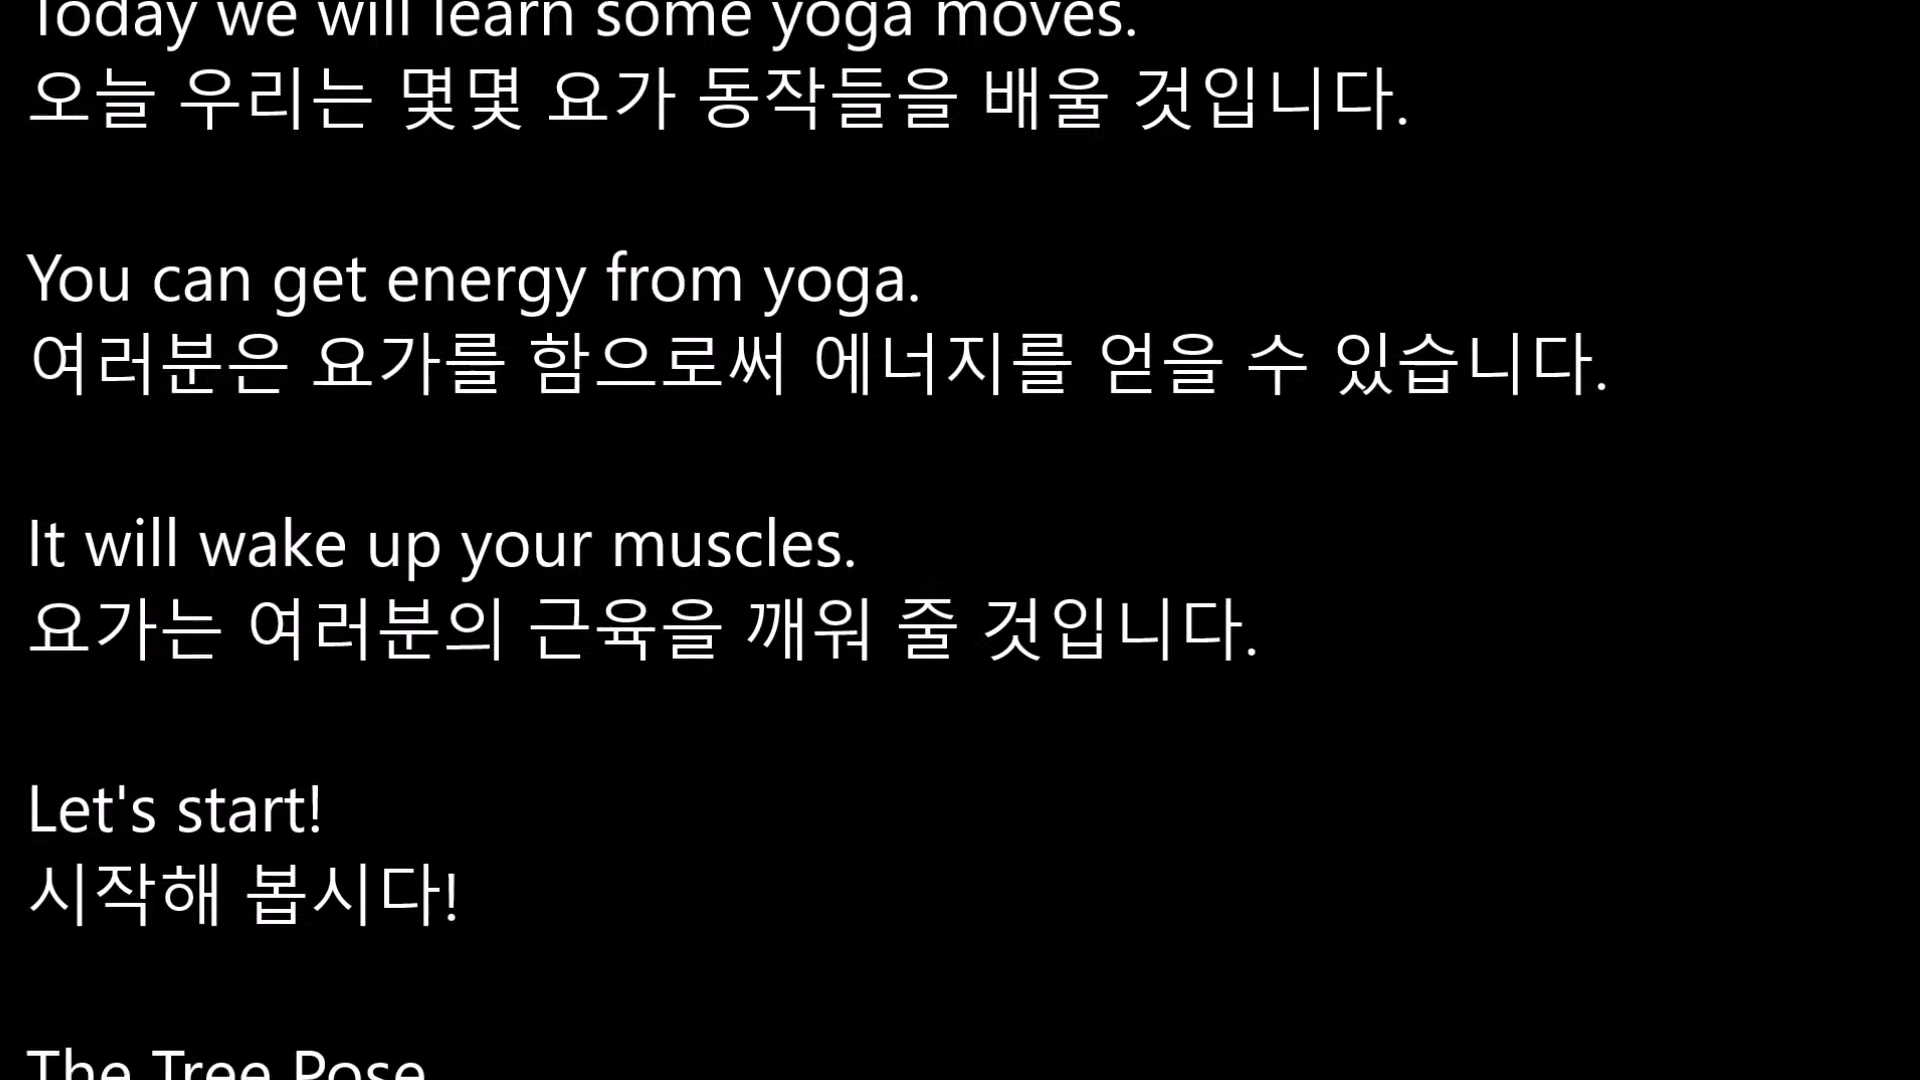 Today we will learn some yoga moves.
오늘 우리는 몇몇 요가 동작들을 배울 것입니다.
You can get energy from yoga.
여러분은 요가를 함으로써 에너지를 얻을 수 있습니다.
It will wake up your muscles.
요가는 여러분의 근육을 깨워 줄 것입니다.
Let's start!
시작해 봅시다!
The Tree Pose